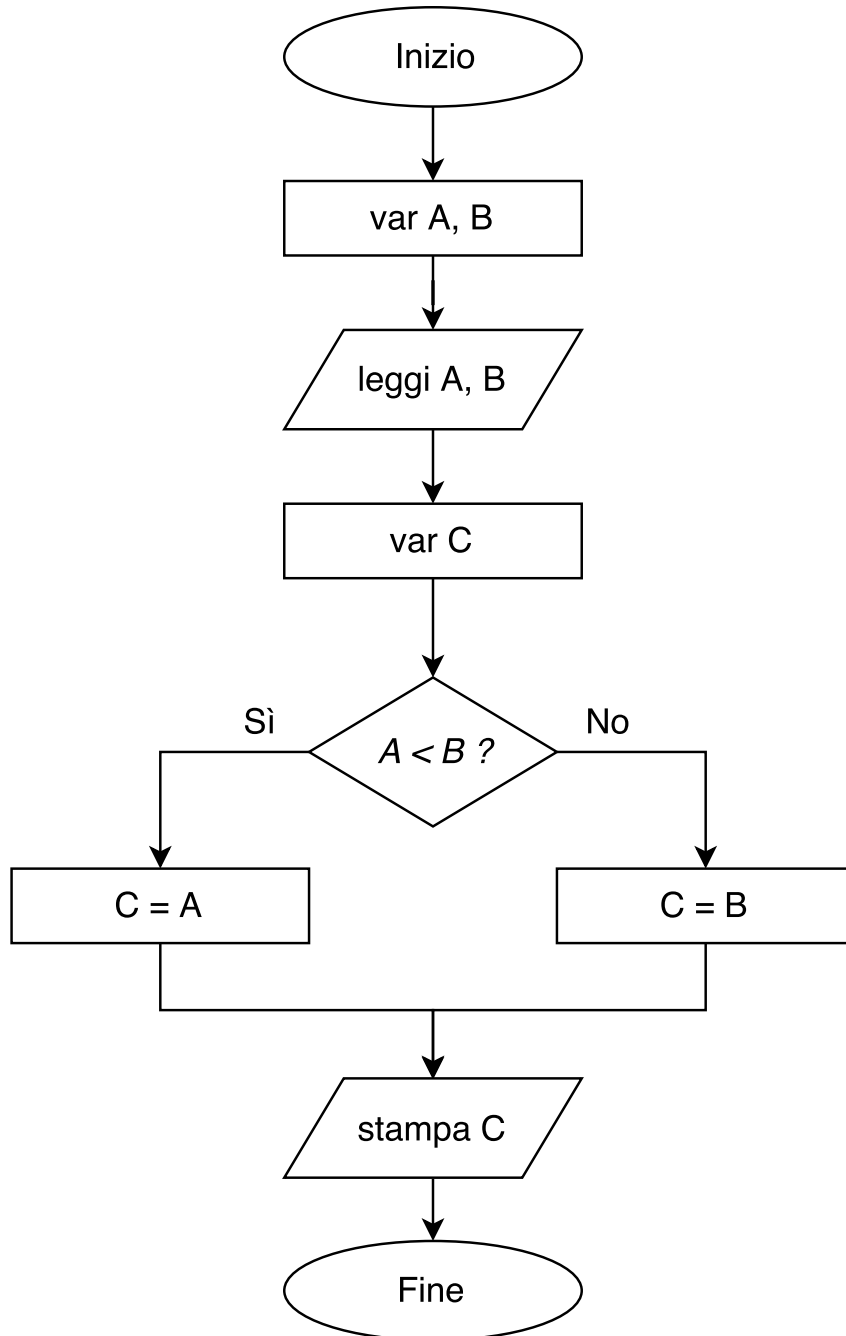 Inizio
var A, B
leggi A, B
var C
A < B ?
Sì
No
C = A
C = B
stampa C
Fine